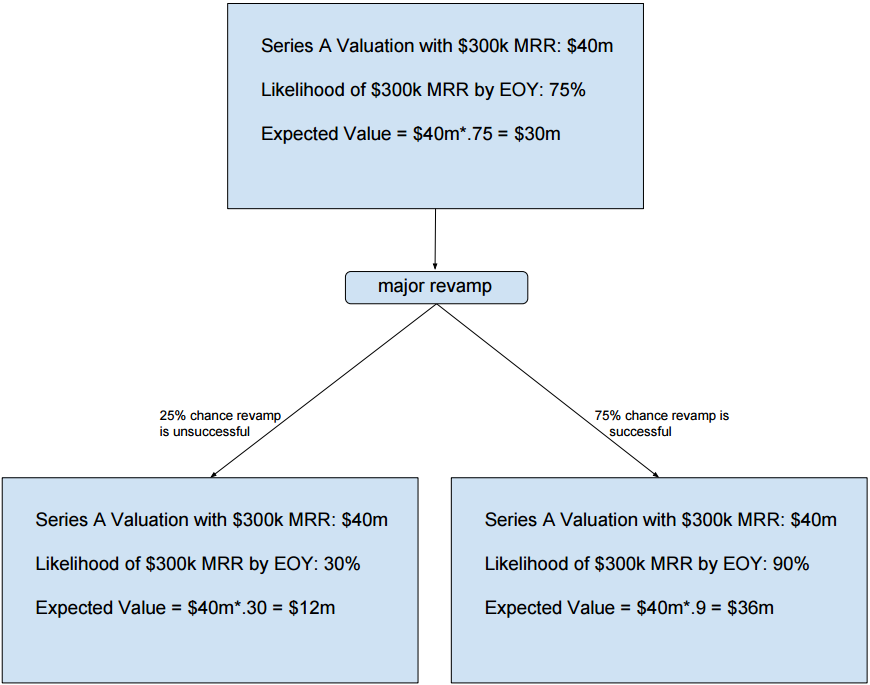 Series A Valuation with $300k MRR: $40m
Likelihood of $300k MRR by EOY: 75%
Expected Value = $40m*.75 = $30m
major revamp
25% chance revamp
is unsuccessful
75% chance revamp is
successful
Series A Valuation with $300k MRR: $40m
Likelihood of $300k MRR by EOY: 30%
Expected Value = $40m*.30 = $12m
Series A Valuation with $300k MRR: $40m
Likelihood of $300k MRR by EOY: 90%
Expected Value = $40m*.9 = $36m